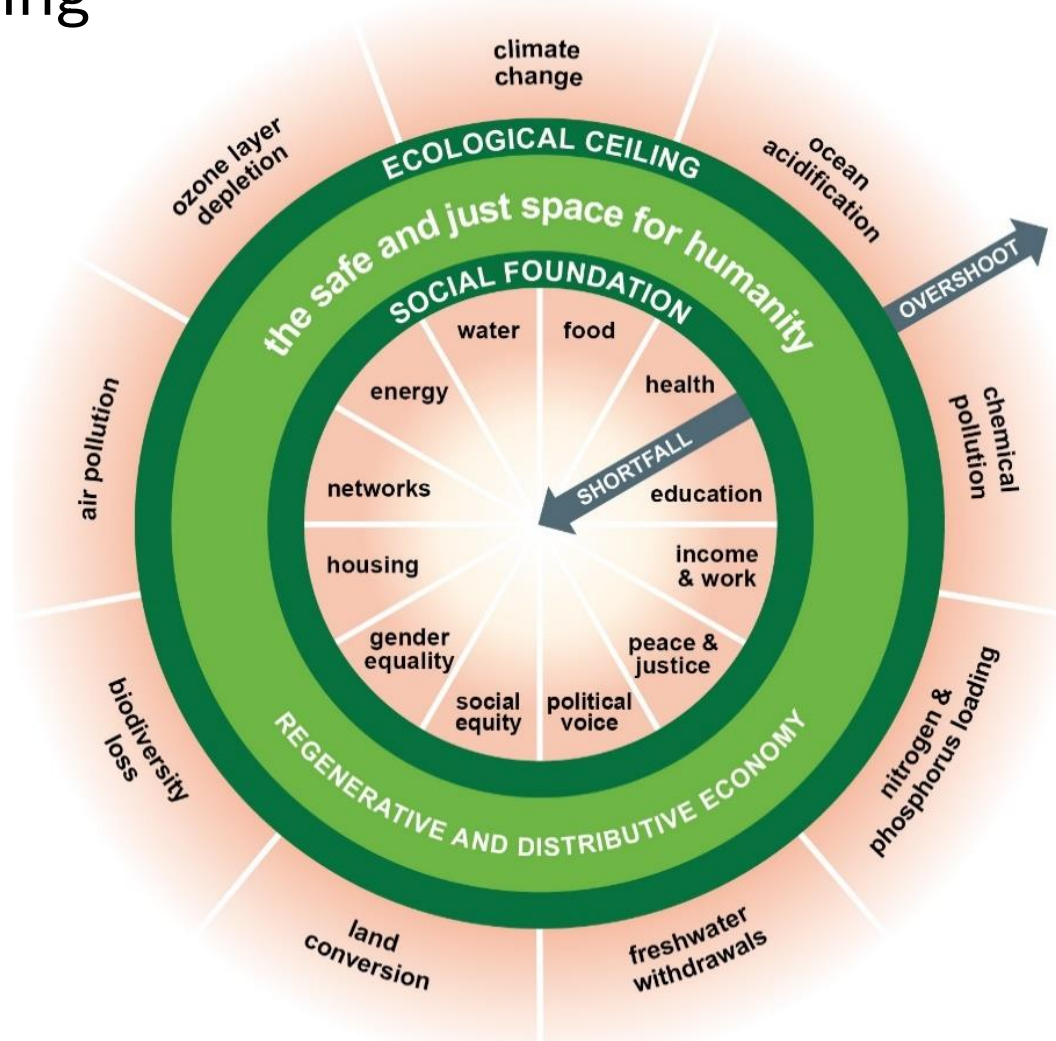 ing
climate
change
ozone layer
depletion
ocean
acidification
ECOLOGICAL CEILING
the safe and just space for humanity
OVERSHOOT
SOCIAL FOUNDATION
water
food
energy
health
air pollution
chemical
pollution
SHORTFALL
networks
education
housing
income
& work
gender
equality
peace &
justice
social
equity
political
voice
biodiversity
loss
nitrogen &
phosphorus loading
REGENERATIVE AND DISTRIBUTIVE ECONOMY
land
conversion
freshwater
withdrawals